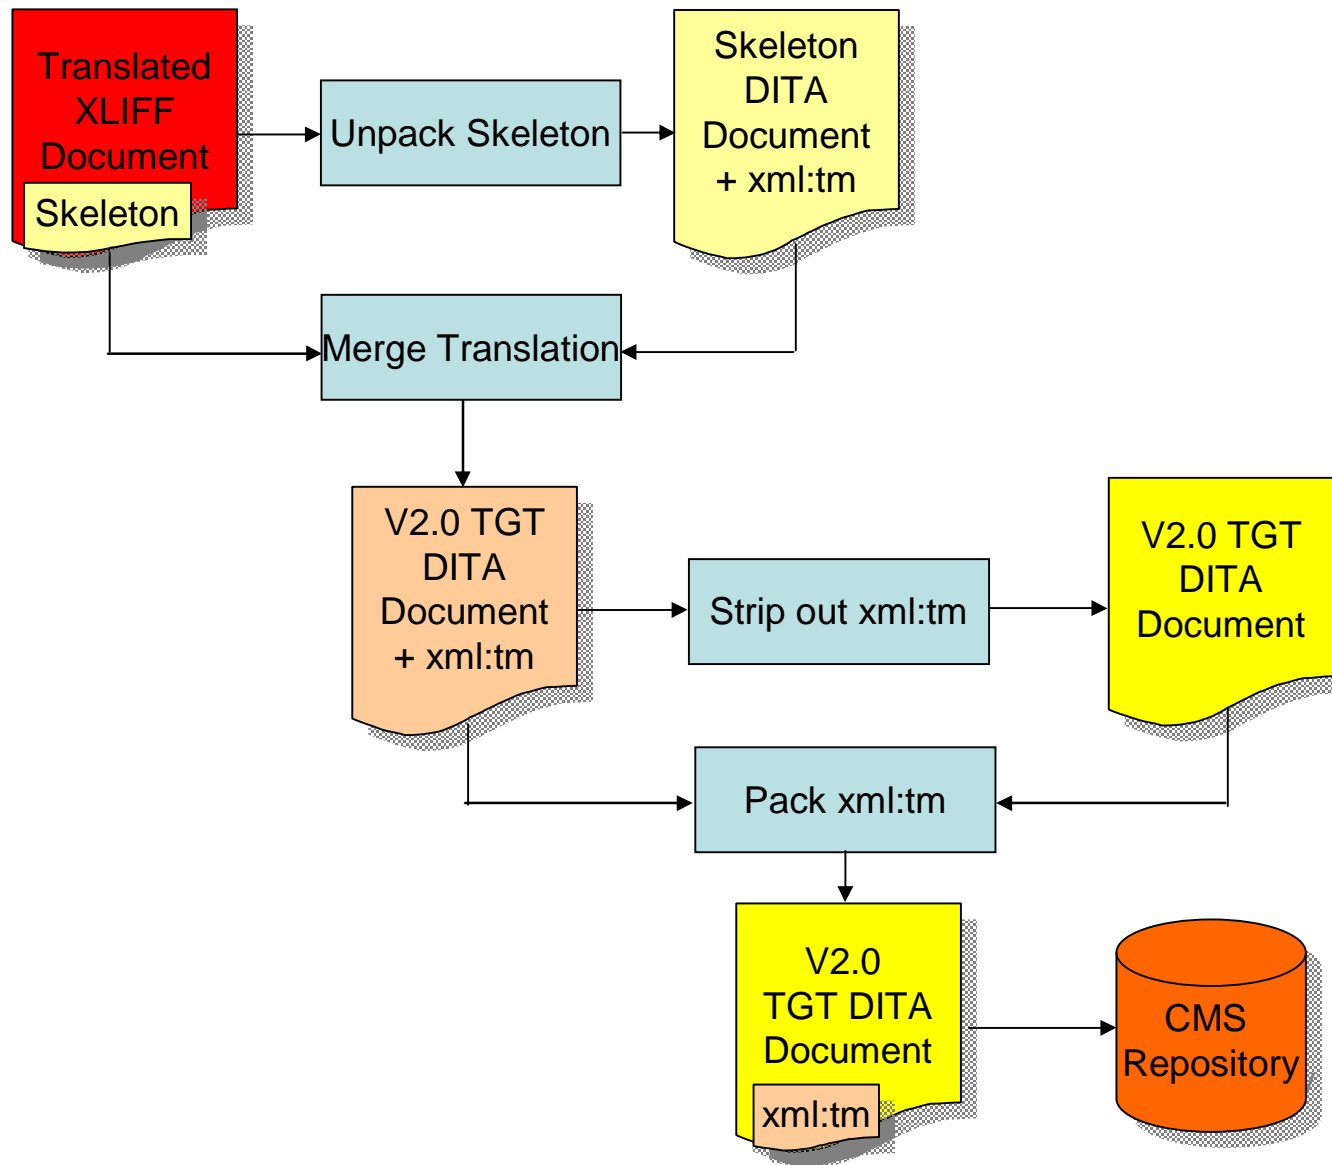 Translated
XLIFF
Document
Skeleton
Unpack Skeleton
Skeleton
DITA
Document
+ xml:tm
Merge Translation
V2.0 TGT
DITA
Document
+ xml:tm
Strip out xml:tm
V2.0 TGT
DITA
Document
Pack xml:tm
V2.0
TGT DITA
Document
xml:tm
CMS
Repository